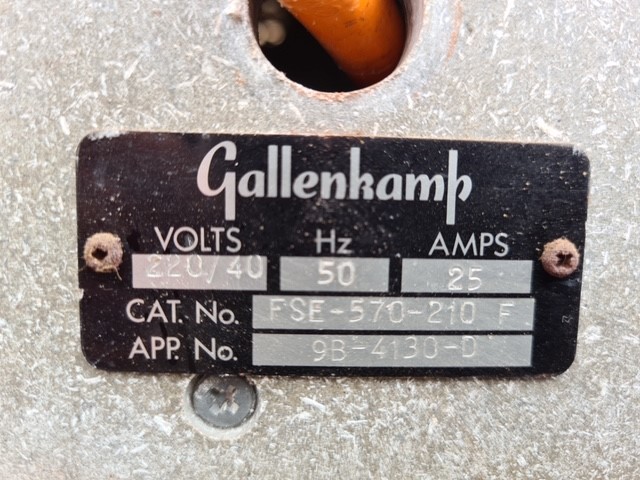 Gallenkamp
VOLTS Hz AMPS
220/40 50 25
CAT. No. FSE-570-210 F
APP. No. 9B-4130-D